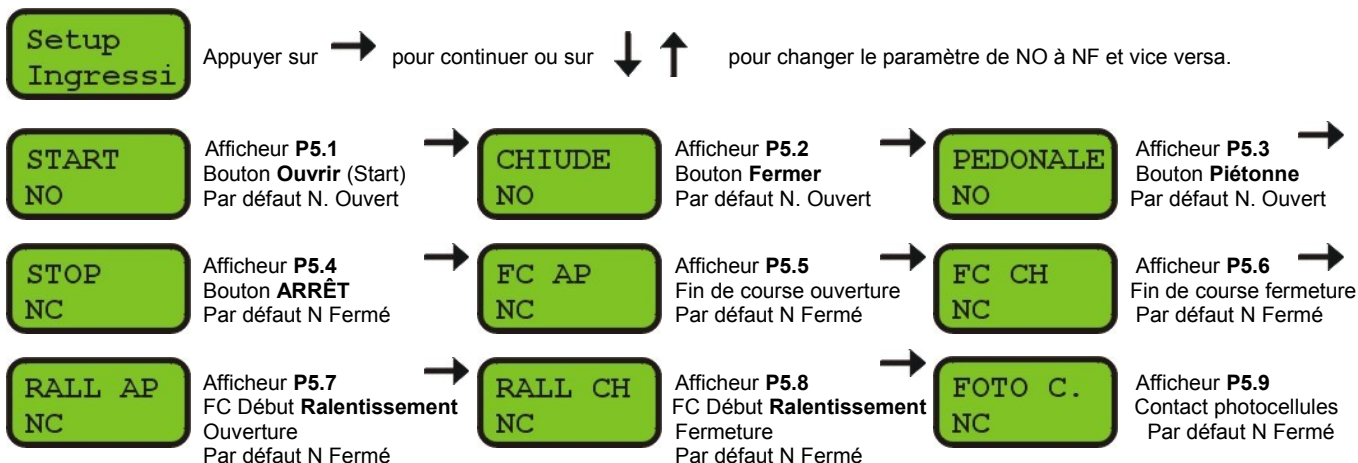 Setup
Ingressi
Appuyer sur → pour continuer ou sur ↓ ↑ pour changer le paramètre de NO à NF et vice versa.
START
NO
Afficheur P5.1
Bouton Ouvrir (Start)
Par défaut N. Ouvert
CHIUDE
NO
Afficheur P5.2
Bouton Fermer
Par défaut N. Ouvert
PEDONALE
NO
Afficheur P5.3
Bouton Piétonne
Par défaut N. Ouvert
STOP
NC
Afficheur P5.4
Bouton ARRÊT
Par défaut N Fermé
FC AP
NC
Afficheur P5.5
Fin de course ouverture
Par défaut N Fermé
FC CH
NC
Afficheur P5.6
Fin de course fermeture
Par défaut N Fermé
RALL AP
NC
Afficheur P5.7
FC Début Ralentissement
Ouverture
Par défaut N Fermé
RALL CH
NC
Afficheur P5.8
FC Début Ralentissement
Fermeture
Par défaut N Fermé
FOTO C.
NC
Afficheur P5.9
Contact photocellules
Par défaut N Fermé